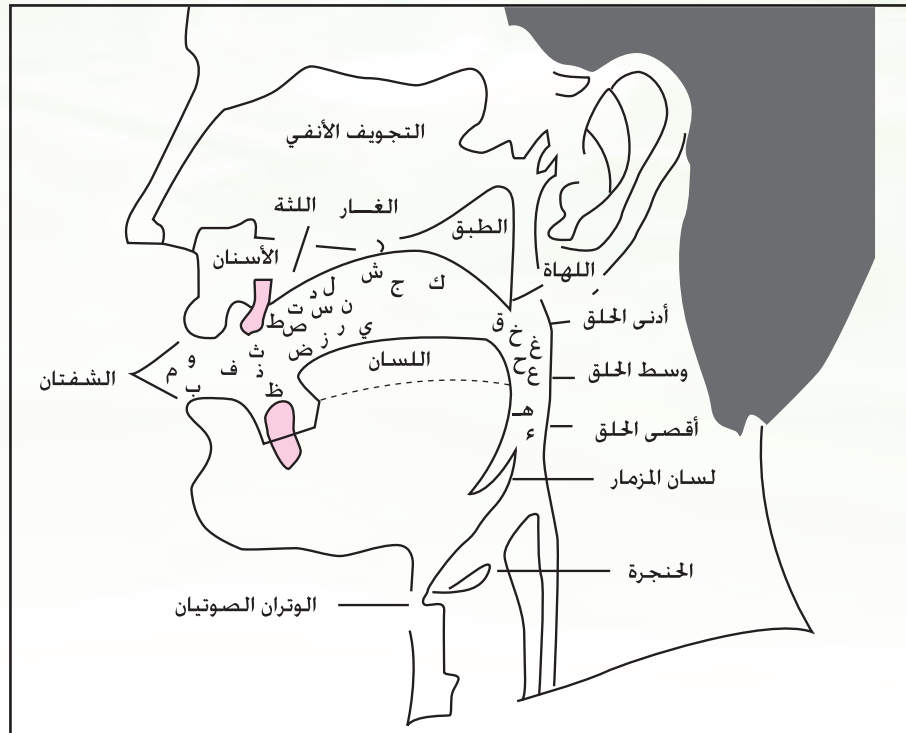 التجويف الأنفي
الغـــار
اللثة
الطبق
الأسنان
اللهاة
ش
ج
ك
ل
د
ن
س
ت
ط
ص
ر
ي
ز
ض
ق
خ
غ
ح
ع
أدنى الحلق
اللسان
وسط الحلق
و
م
ب
ف
ث
ذ
ظ
الشفتان
هـ
ء
أقصى الحلق
لسان المزمار
الحنجرة
الوتران الصوتيان